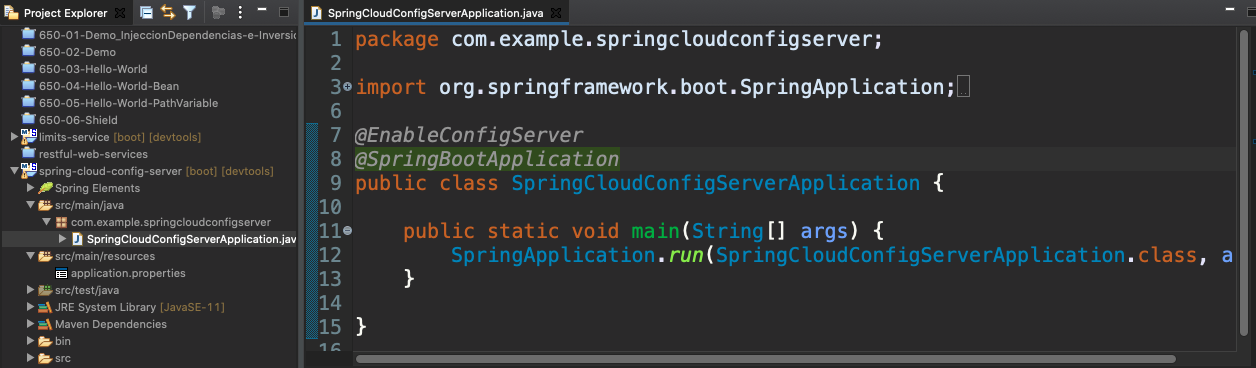 Project Explorer
650-01-Demo_InjeccionDependencias-e-Inversi
650-02-Demo
650-03-Hello-World
650-04-Hello-World-Bean
650-05-Hello-World-PathVariable
650-06-Shield
limits-service [boot] [devtools]
restful-web-services
spring-cloud-config-server [boot] [devtools]
Spring Elements
src/main/java
com.example.springcloudconfigserver
SpringCloudConfigServerApplication.jav
src/main/resources
application.properties
src/test/java
JRE System Library [JavaSE-11]
Maven Dependencies
bin
src
SpringCloudConfigServerApplication.java
1 package com.example.springcloudconfigserver;
2
3 import org.springframework.boot.SpringApplication;
6
7 @EnableConfigServer
8 @SpringBootApplication
9 public class SpringCloudConfigServerApplication {
10
11 public static void main(String[] args) {
12 SpringApplication.run(SpringCloudConfigServerApplication.class, a
13 }
14
15 }
16